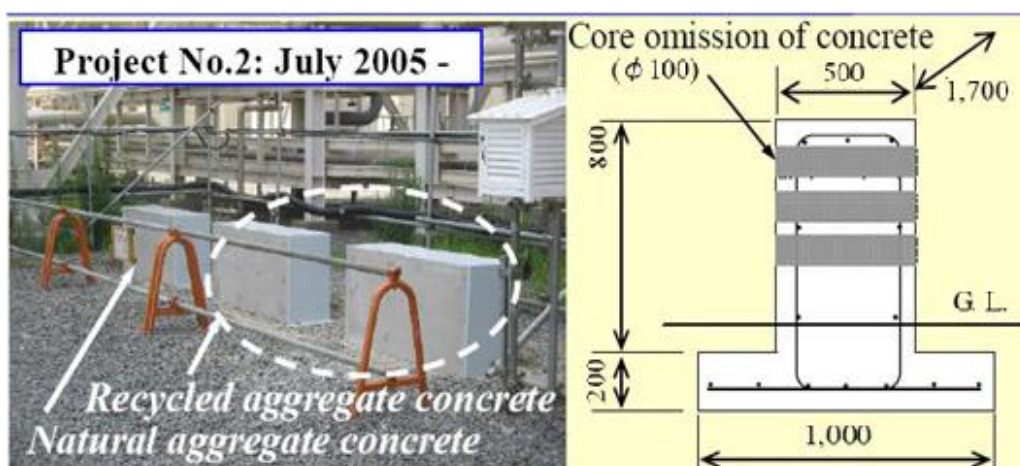 Project No.2: July 2005 -
Recycled aggregate concrete
Natural aggregate concrete
Core omission of concrete
(ϕ100)
500
1,700
800
G. L.
200
1,000